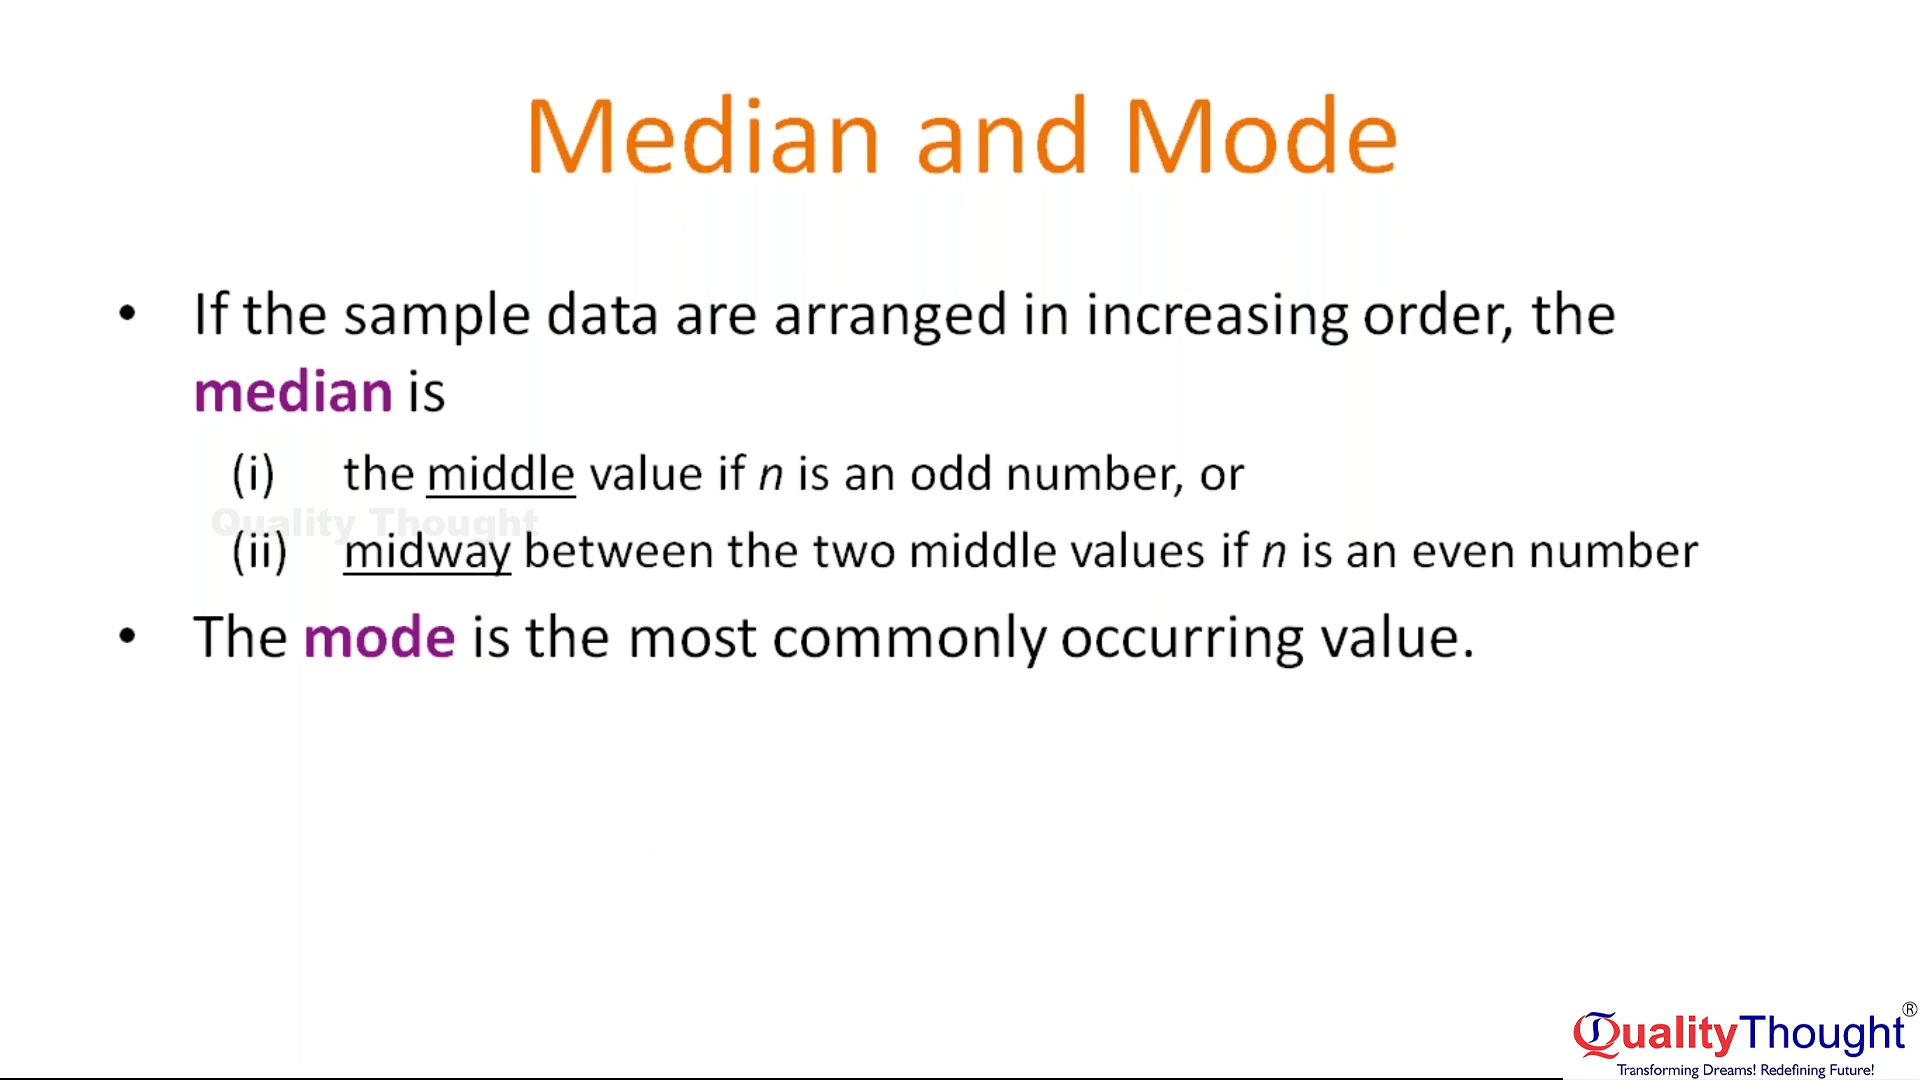 Median and Mode
• If the sample data are arranged in increasing order, the
median is
(i) the middle value if n is an odd number, or
Quality Thought
(ii) midway between the two middle values if n is an even number
• The mode is the most commonly occurring value.
QualityThought®
Transforming Dreams! Redefining Future!